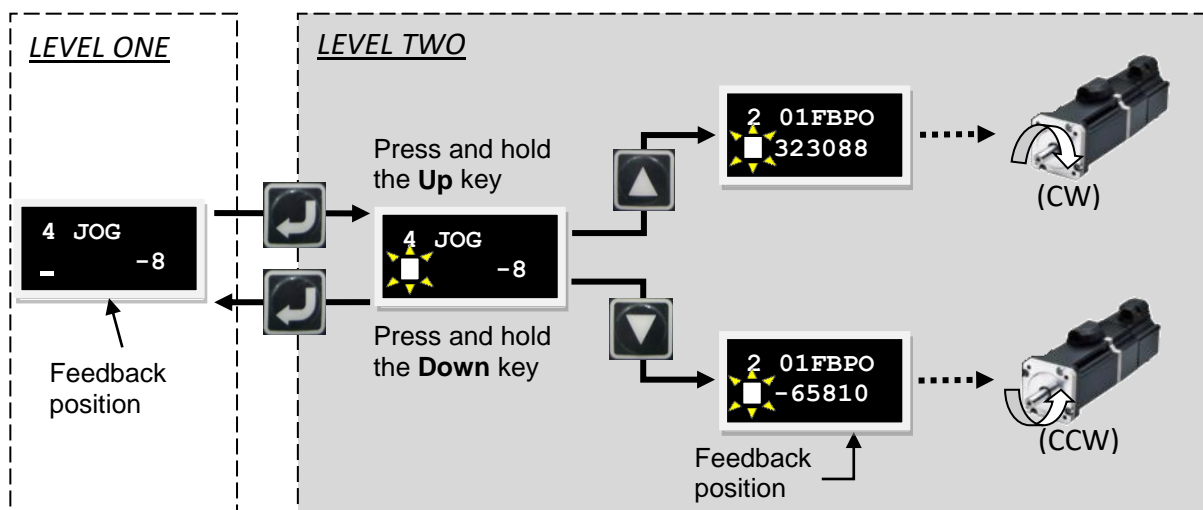 LEVEL ONE
4 JOG
-8
Feedback
position
LEVEL TWO
Press and hold
the Up key
4 JOG
-8
Press and hold
the Down key
2 01FBPO
323088
(CW)
2 01FBPO
-65810
(CCW)
Feedback
position